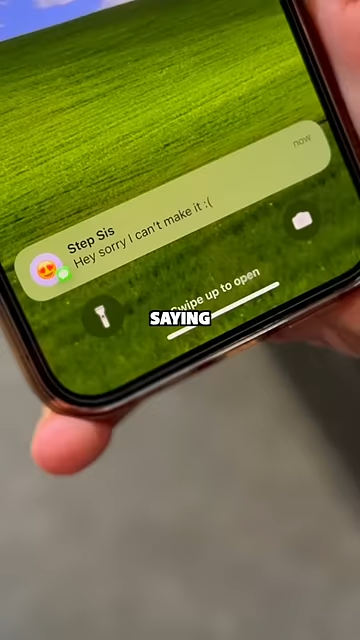 now
Step Sis
Hey sorry I can't make it :(
Swipe up to open
SAYING